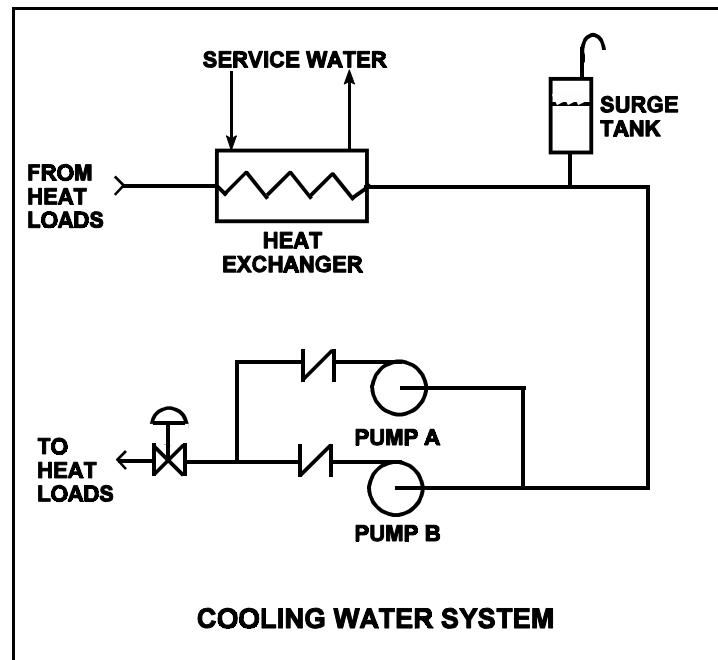 SERVICE WATER
SURGE
TANK
FROM
HEAT
LOADS
HEAT
EXCHANGER
PUMP A
TO
HEAT
LOADS
PUMP B
COOLING WATER SYSTEM